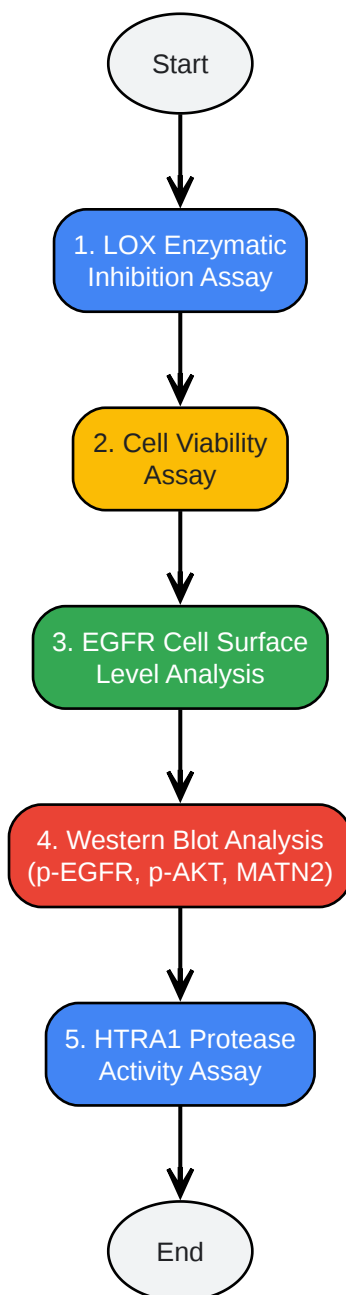 Start
1. LOX Enzymatic
Inhibition Assay
2. Cell Viability
Assay
3. EGFR Cell Surface
Level Analysis
4. Western Blot Analysis
(p-EGFR, p-AKT, MATN2)
5. HTRA1 Protease
Activity Assay
End